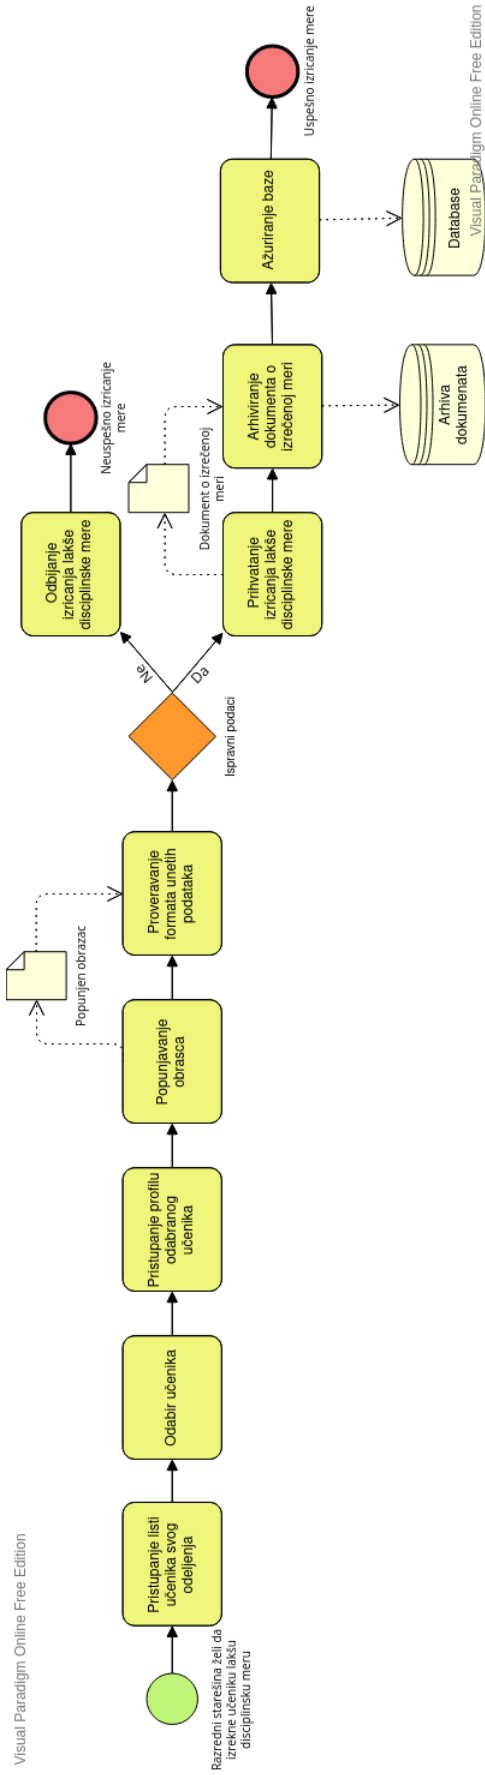 Visual Paradigm Online Free Edition
Razredni starešina želi da
izrekne učeniku lakšu
disciplinsku meru
Pristupanje listi
učenika svog
odeljenja
Odabir učenika
Pristupanje profilu
odabranog
učenika
Popunjavanje
obrasca
Popunjen obrazac
Proveravanje
formata unetih
podataka
Ispravni podaci
Ne
Da
Odbijanje
izricanja lakše
disciplinske mere
Neuspešno izricanje
mere
Prihvatanje
izricanja lakše
disciplinske mere
Dokument o izrečenoj
meri
Arhiviranje
dokumenta o
izrečenoj meri
Arhiva
dokumenata
Ažuriranje baze
Database
Uspešno izricanje mere
Visual Paradigm Online Free Edition